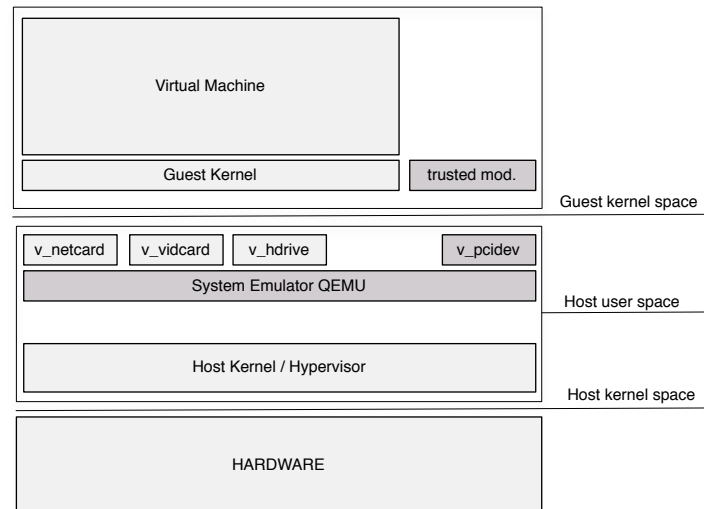 Virtual Machine
Guest Kernel
trusted mod.
Guest kernel space
v_netcard
v_vidcard
v_hdrive
v_pcidev
System Emulator QEMU
Host user space
Host Kernel / Hypervisor
Host kernel space
HARDWARE